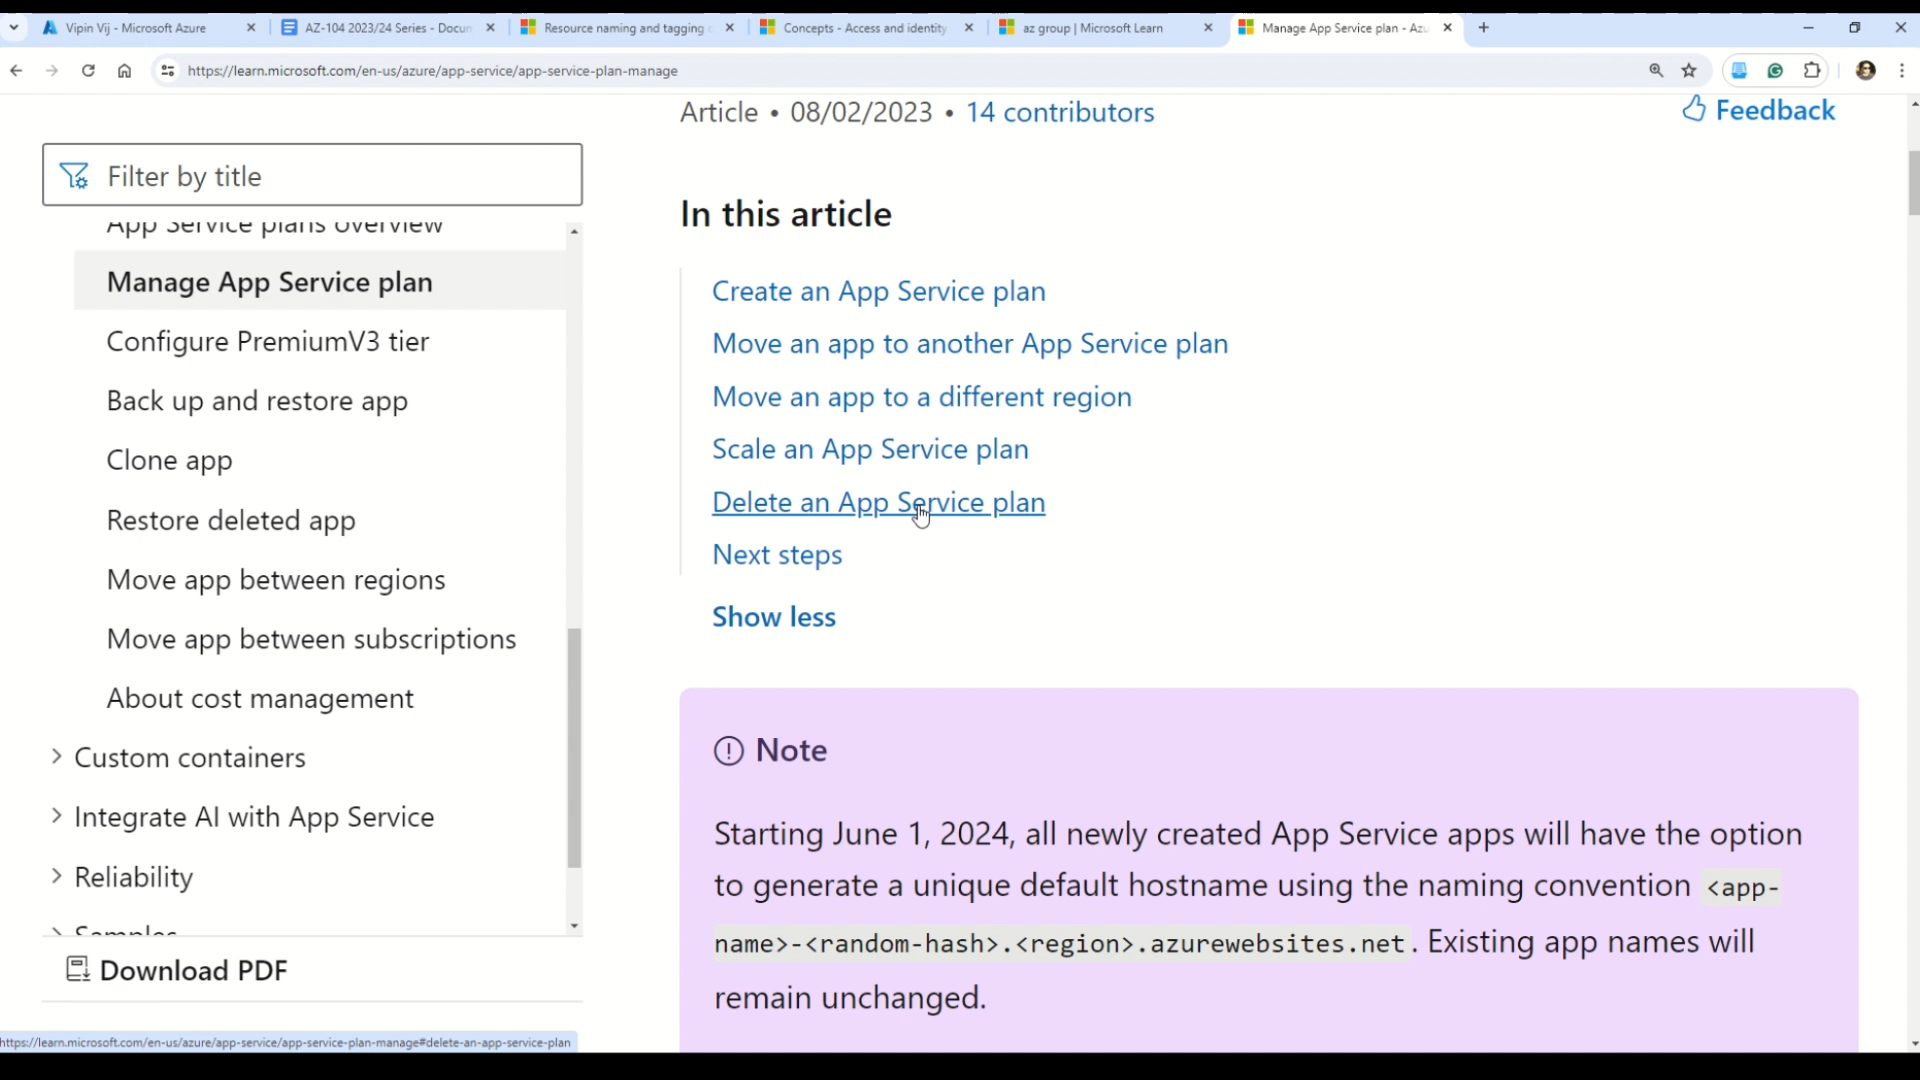 Vipin Vij - Microsoft Azure
AZ-104 2023/24 Series - Docun
Resource naming and tagging
Concepts - Access and identity
az group | Microsoft Learn
Manage App Service plan - Azu
https://learn.microsoft.com/en-us/azure/app-service/app-service-plan-manage
Article • 08/02/2023 • 14 contributors
Feedback
Filter by title
App Service plans overview
Manage App Service plan
Configure PremiumV3 tier
Back up and restore app
Clone app
Restore deleted app
Move app between regions
Move app between subscriptions
About cost management
Custom containers
Integrate AI with App Service
Reliability
Samples
Download PDF
In this article
Create an App Service plan
Move an app to another App Service plan
Move an app to a different region
Scale an App Service plan
Delete an App Service plan
Next steps
Show less
Note
Starting June 1, 2024, all newly created App Service apps will have the option
to generate a unique default hostname using the naming convention <app-
name>-<random-hash>.<region>.azurewebsites.net. Existing app names will
remain unchanged.
https://learn.microsoft.com/en-us/azure/app-service/app-service-plan-manage#delete-an-app-service-plan